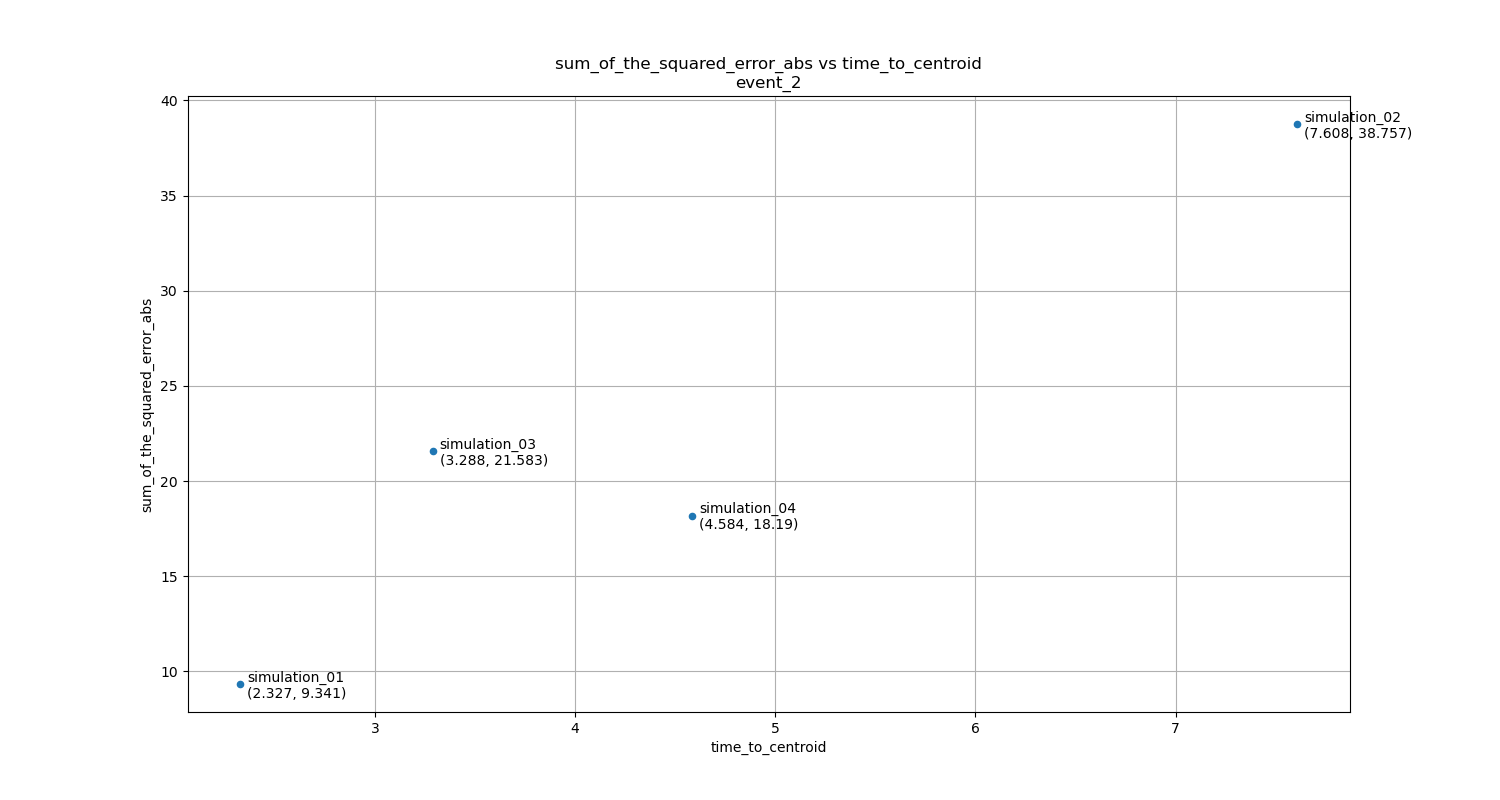 sum_of_the_squared_error_abs vs time_to_centroid
event_2
sum_of_the_squared_error_abs
40
35
30
25
20
15
10
simulation_02
(7.608, 38.757)
simulation_03
(3.288, 21.583)
simulation_04
(4.584, 18.19)
simulation_01
(2.327, 9.341)
3 4 5 6 7
time_to_centroid